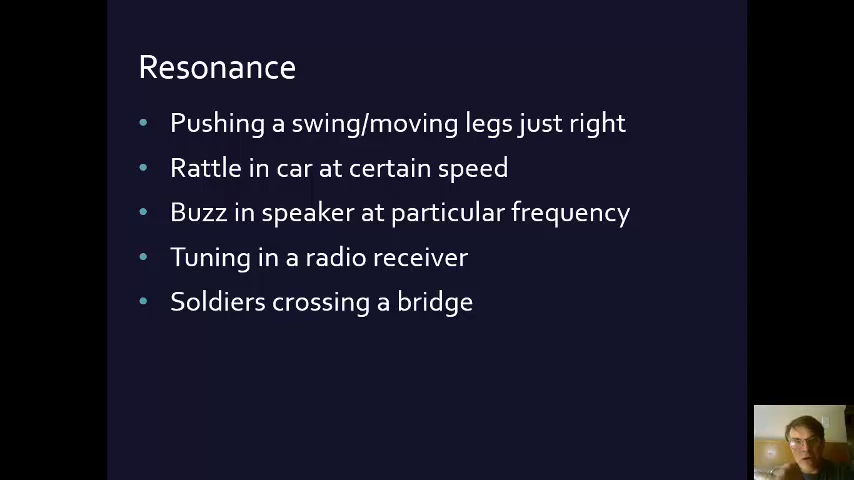 Resonance
• Pushing a swing/moving legs just right
• Rattle in car at certain speed
• Buzz in speaker at particular frequency
• Tuning in a radio receiver
• Soldiers crossing a bridge